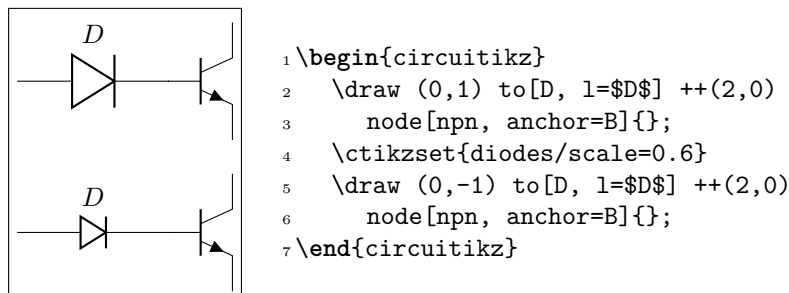 D
D
1 \begin{circuitikz}
2 \draw (0,1) to[D, l=$D$] ++(2,0)
3 node[npn, anchor=B]{};
4 \ctikzset{diodes/scale=0.6}
5 \draw (0,-1) to[D, l=$D$] ++(2,0)
6 node[npn, anchor=B]{};
7 \end{circuitikz}